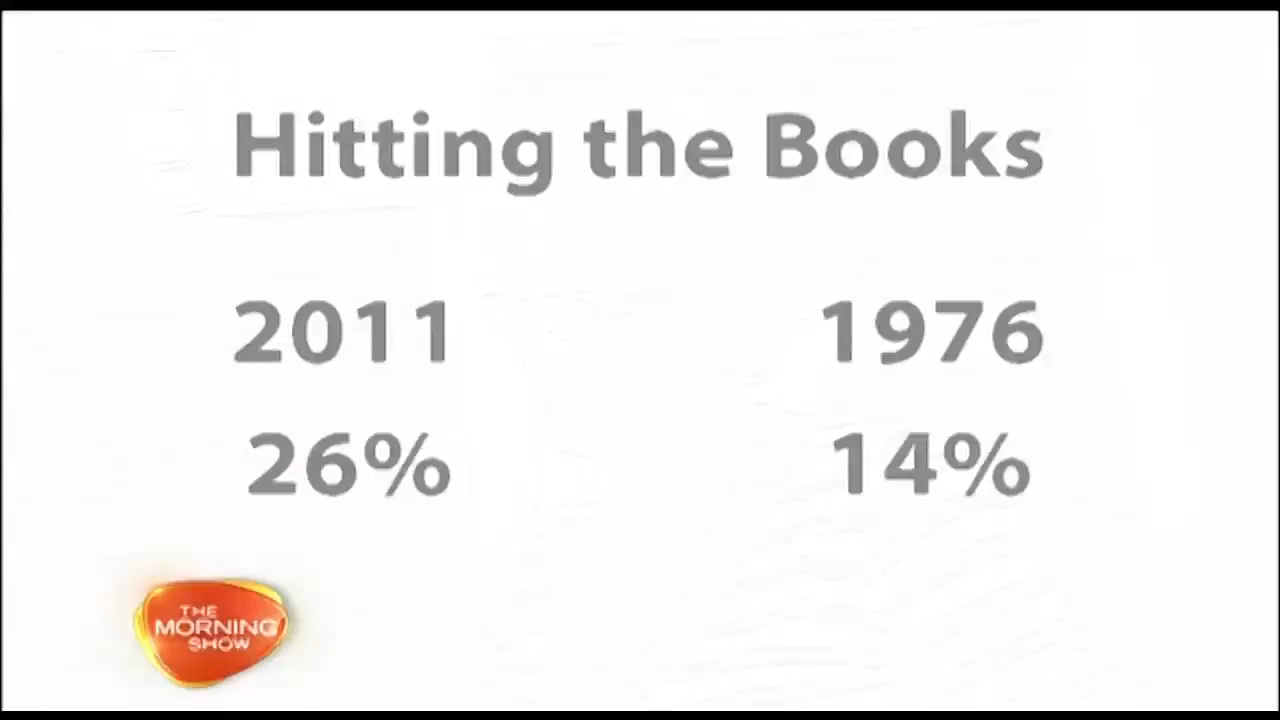 Hitting the Books
2011 1976
26% 14%
THE
MORNING
SHOW